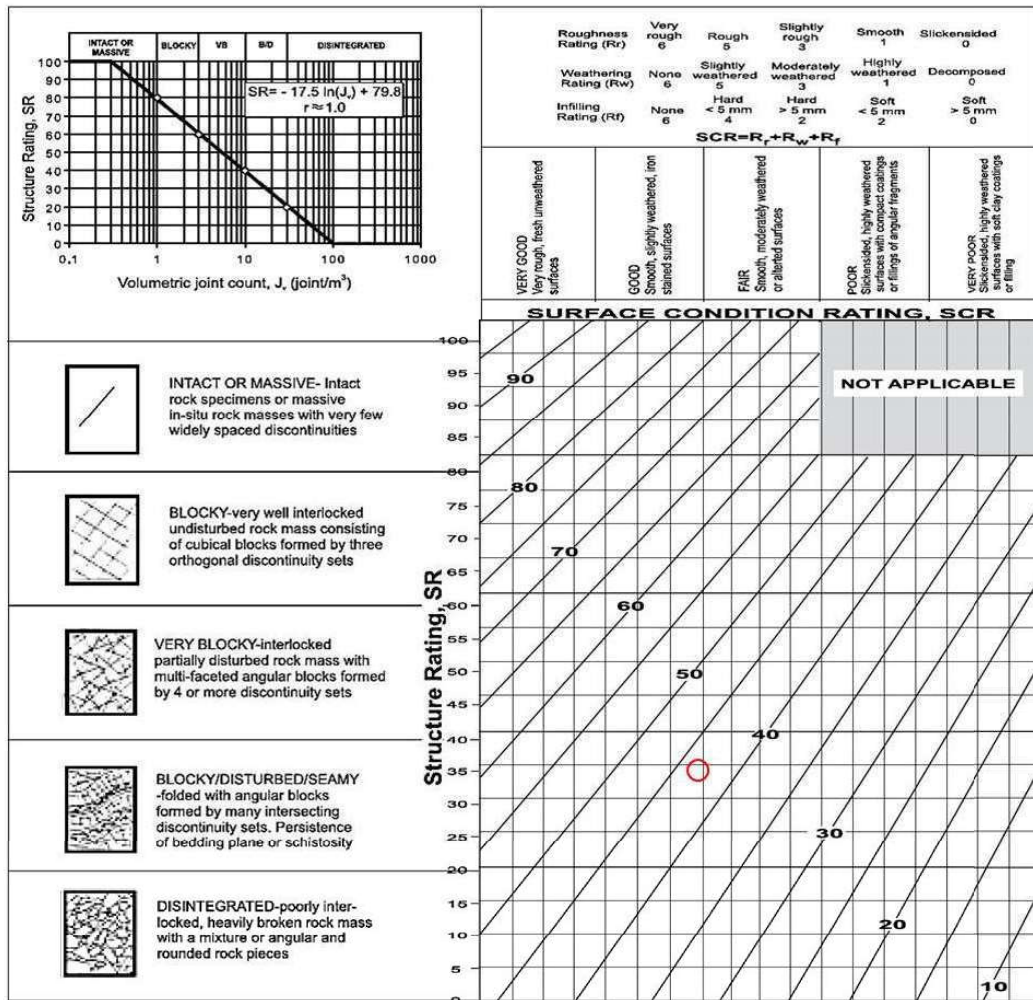 INTACT OR MASSIVE
BLOCKY
VB
B/D
DISINTEGRATED
Structure Rating, SR
100
90
80
70
60
50
40
30
20
10
0
SR= - 17.5 ln(Jv) + 79.8
r ≈ 1.0
0,1
1
10
100
1000
Volumetric joint count, Jv (joint/m³)
Roughness Rating (Rr)
Very rough 6
Rough 5
Slightly rough 3
Smooth 1
Slickensided 0
Weathering Rating (Rw)
None 6
Slightly weathered 5
Moderately weathered 3
Highly weathered 1
Decomposed 0
Infilling Rating (Rf)
None 6
Hard < 5 mm 4
Hard > 5 mm 2
Soft < 5 mm 2
Soft > 5 mm 0
SCR=Rr+Rw+Rf
VERY GOOD
Very rough, fresh unweathered
surfaces
GOOD
Smooth, slightly weathered, iron
stained surfaces
FAIR
Smooth, moderately weathered
or alterted surfaces
POOR
Slickensided, highly weathered
surfaces with compact coatings
or fillings of angular fragments
VERY POOR
Slickensided, highly weathered
surfaces with soft clay coatings
or filling
SURFACE CONDITION RATING, SCR
INTACT OR MASSIVE- Intact
rock specimens or massive
in-situ rock masses with very few
widely spaced discontinuities
BLOCKY-very well interlocked
undisturbed rock mass consisting
of cubical blocks formed by three
orthogonal discontinuity sets
VERY BLOCKY-interlocked
partially disturbed rock mass with
multi-faceted angular blocks formed
by 4 or more discontinuity sets
BLOCKY/DISTURBED/SEAMY
-folded with angular blocks
formed by many intersecting
discontinuity sets. Persistence
of bedding plane or schistosity
DISINTEGRATED-poorly inter-
locked, heavily broken rock mass
with a mixture or angular and
rounded rock pieces
Structure Rating, SR
100
95
90
85
80
75
70
65
60
55
50
45
40
35
30
25
20
15
10
5
0
NOT APPLICABLE
90
80
70
60
50
40
30
20
10